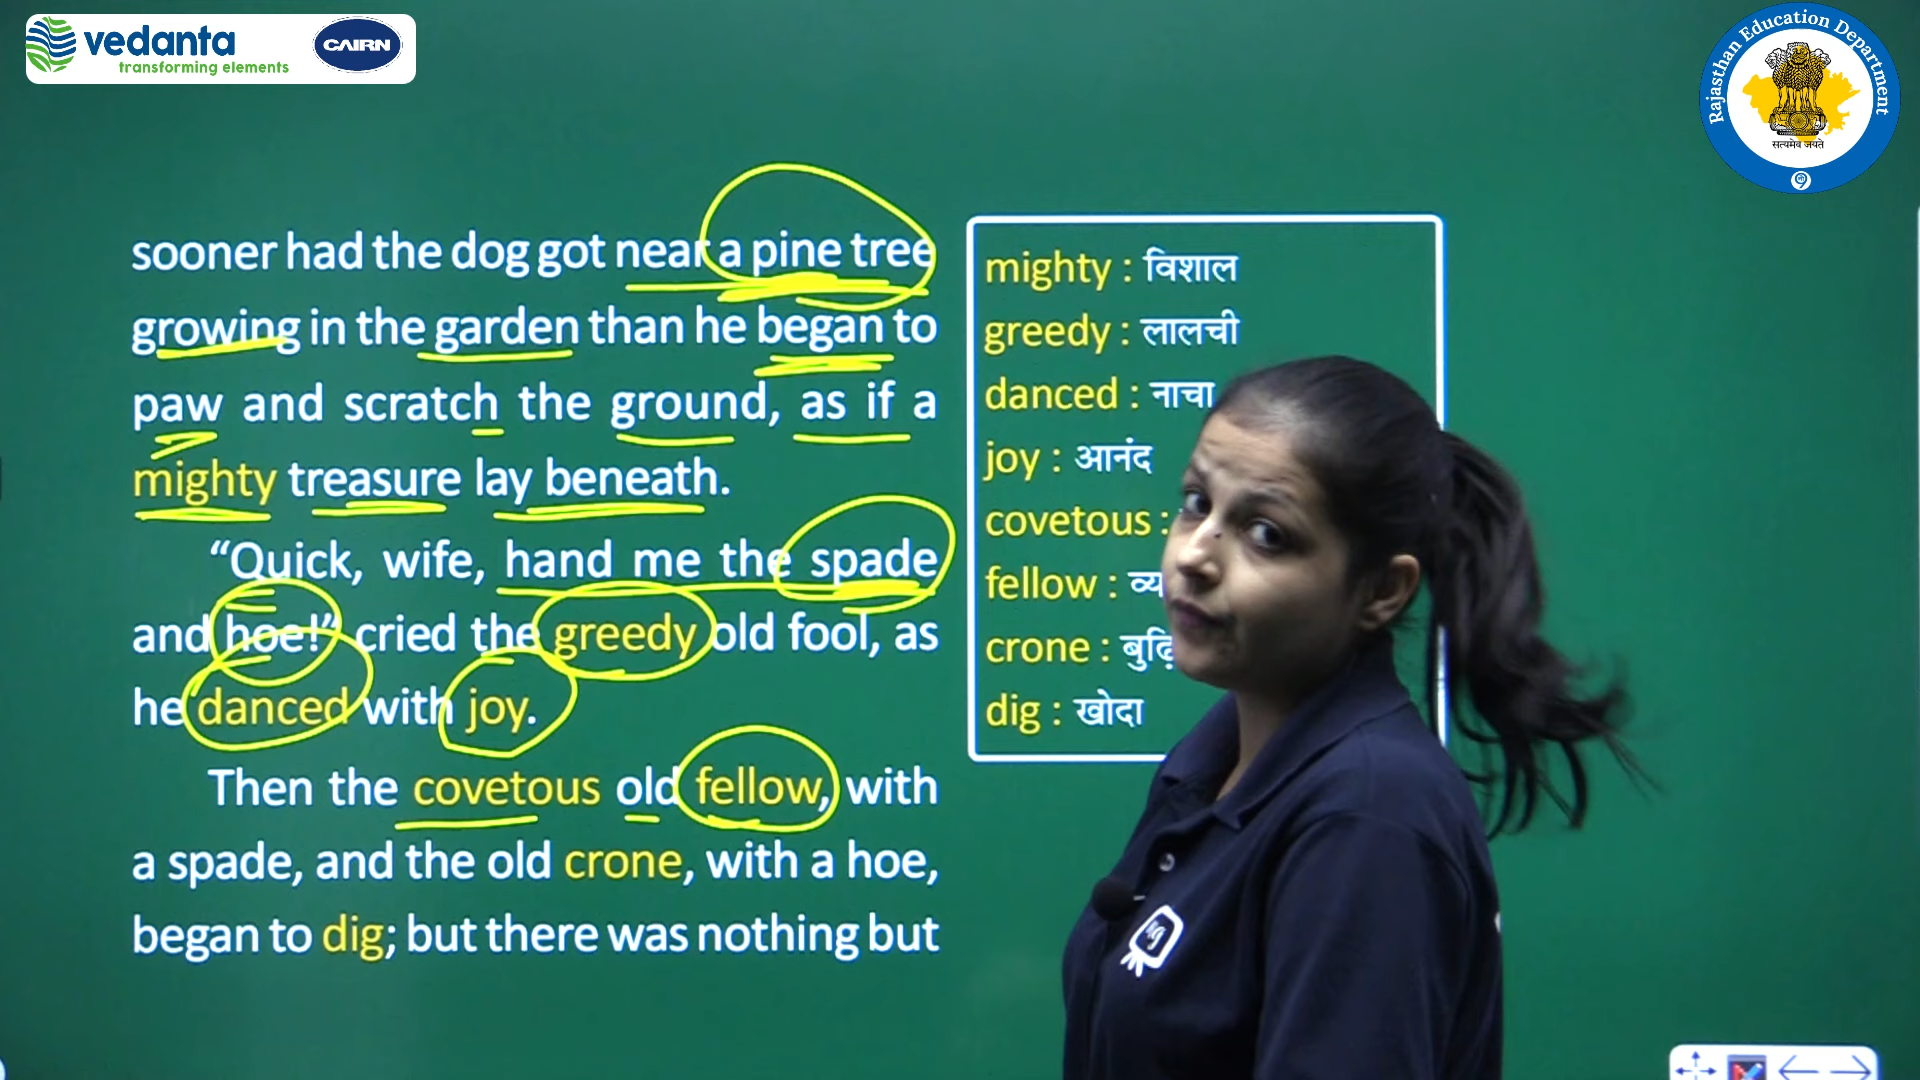 vedanta
transforming elements
CAIRN
Rajasthan Education Department
सत्यमेव जयते
sooner had the dog got near a pine tree
growing in the garden than he began to
paw and scratch the ground, as if a
mighty treasure lay beneath.
“Quick, wife, hand me the spade
and hoe!” cried the greedy old fool, as
he danced with joy.
Then the covetous old fellow, with
a spade, and the old crone, with a hoe,
began to dig; but there was nothing but
mighty : विशाल
greedy : लालची
danced : नाचा
joy : आनंद
covetous :
fellow :
crone :
dig : खोदा